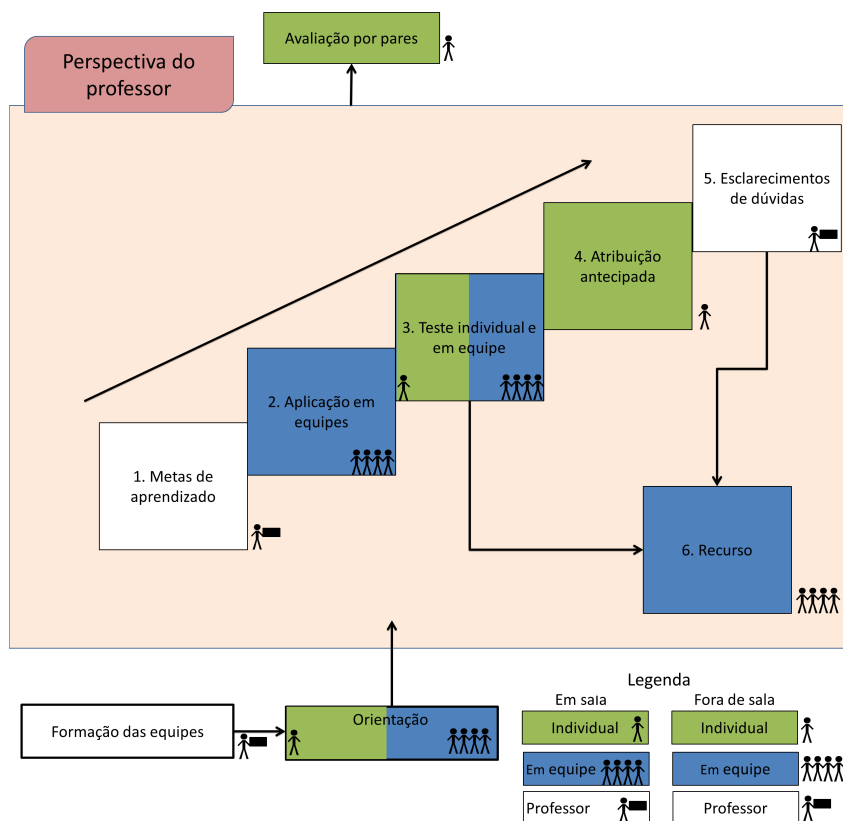 Avaliação por pares
Perspectiva do
professor
5. Esclarecimentos
de dúvidas
4. Atribuição
antecipada
3. Teste individual e
em equipe
2. Aplicação em
equipes
1. Metas de
aprendizado
6. Recurso
Formação das equipes
Orientação
Legenda
Em sala
Fora de sala
Individual
Individual
Em equipe
Em equipe
Professor
Professor